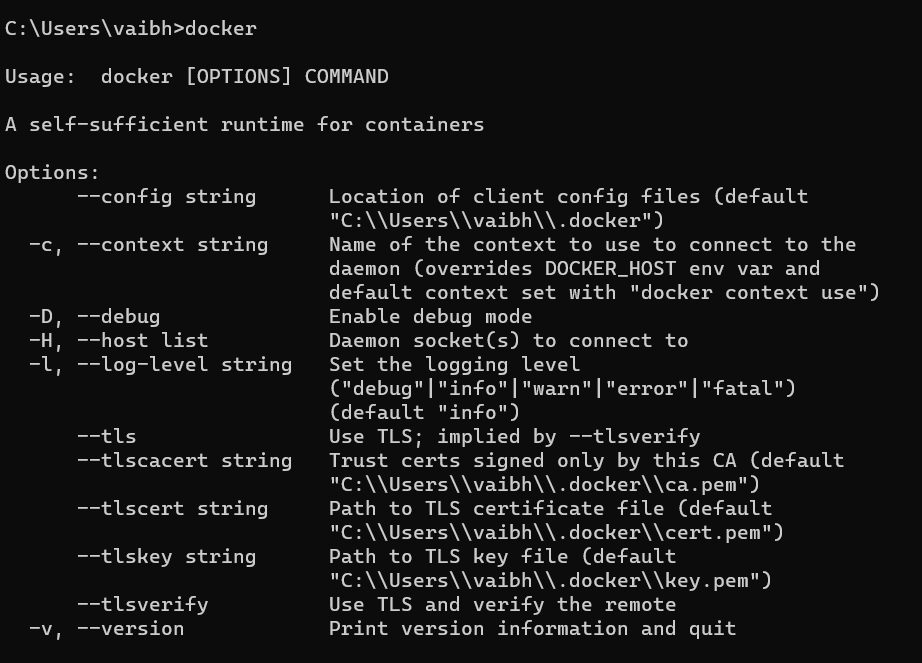 C:\Users\vaibh>docker
Usage:  docker [OPTIONS] COMMAND
A self-sufficient runtime for containers
Options:
      --config string      Location of client config files (default
                           "C:\\Users\\vaibh\\.docker")
  -c, --context string     Name of the context to use to connect to the
                           daemon (overrides DOCKER_HOST env var and
                           default context set with "docker context use")
  -D, --debug              Enable debug mode
  -H, --host list          Daemon socket(s) to connect to
  -l, --log-level string   Set the logging level
                           ("debug"|"info"|"warn"|"error"|"fatal")
                           (default "info")
      --tls                Use TLS; implied by --tlsverify
      --tlscacert string   Trust certs signed only by this CA (default
                           "C:\\Users\\vaibh\\.docker\\ca.pem")
      --tlscert string     Path to TLS certificate file (default
                           "C:\\Users\\vaibh\\.docker\\cert.pem")
      --tlskey string      Path to TLS key file (default
                           "C:\\Users\\vaibh\\.docker\\key.pem")
      --tlsverify          Use TLS and verify the remote
  -v, --version            Print version information and quit